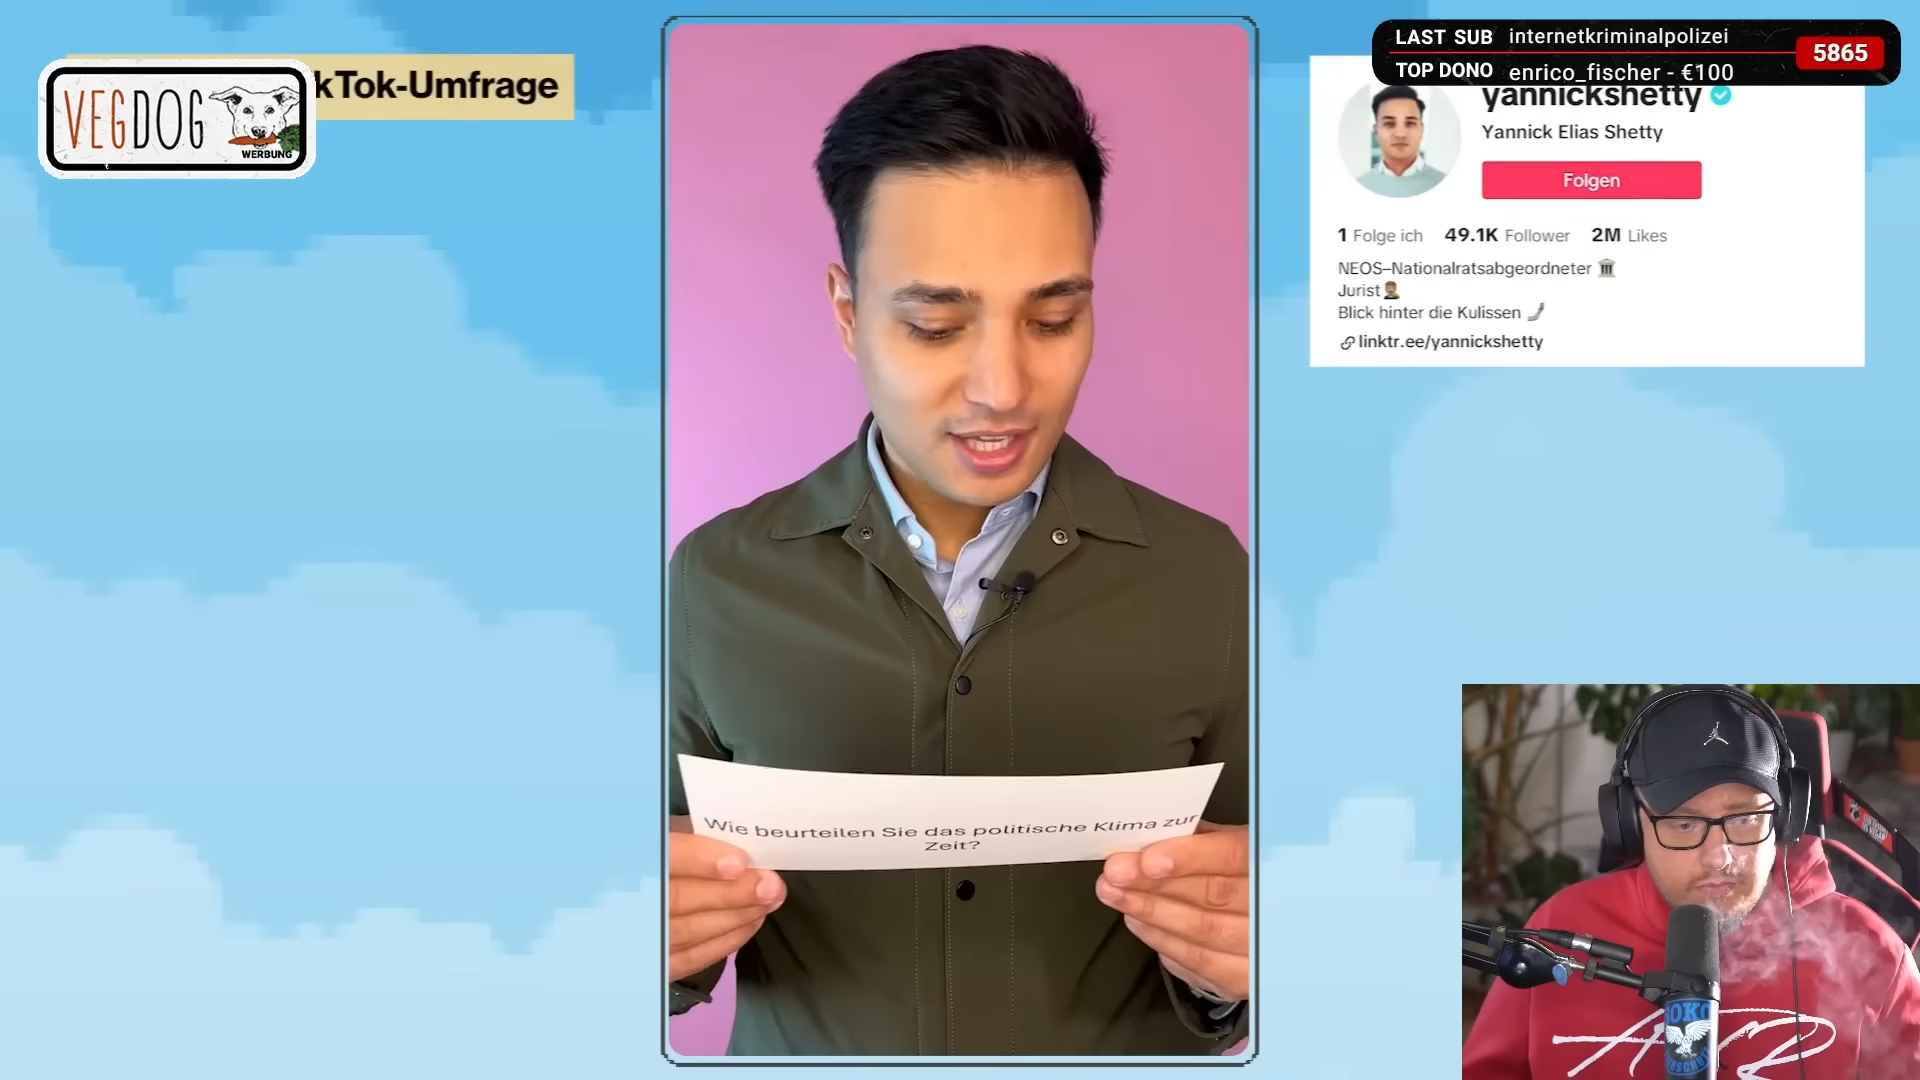 kTok-Umfrage
VEGDOG
WERBUNG
LAST SUB internetkriminalpolizei
TOP DONO enrico_fischer - €100
5865
yannickshetty
Yannick Elias Shetty
Folgen
1 Folge ich 49.1K Follower 2M Likes
NEOS–Nationalratsabgeordneter
Jurist
Blick hinter die Kulissen
linktr.ee/yannickshetty
Wie beurteilen Sie das politische Klima zur
Zeit?